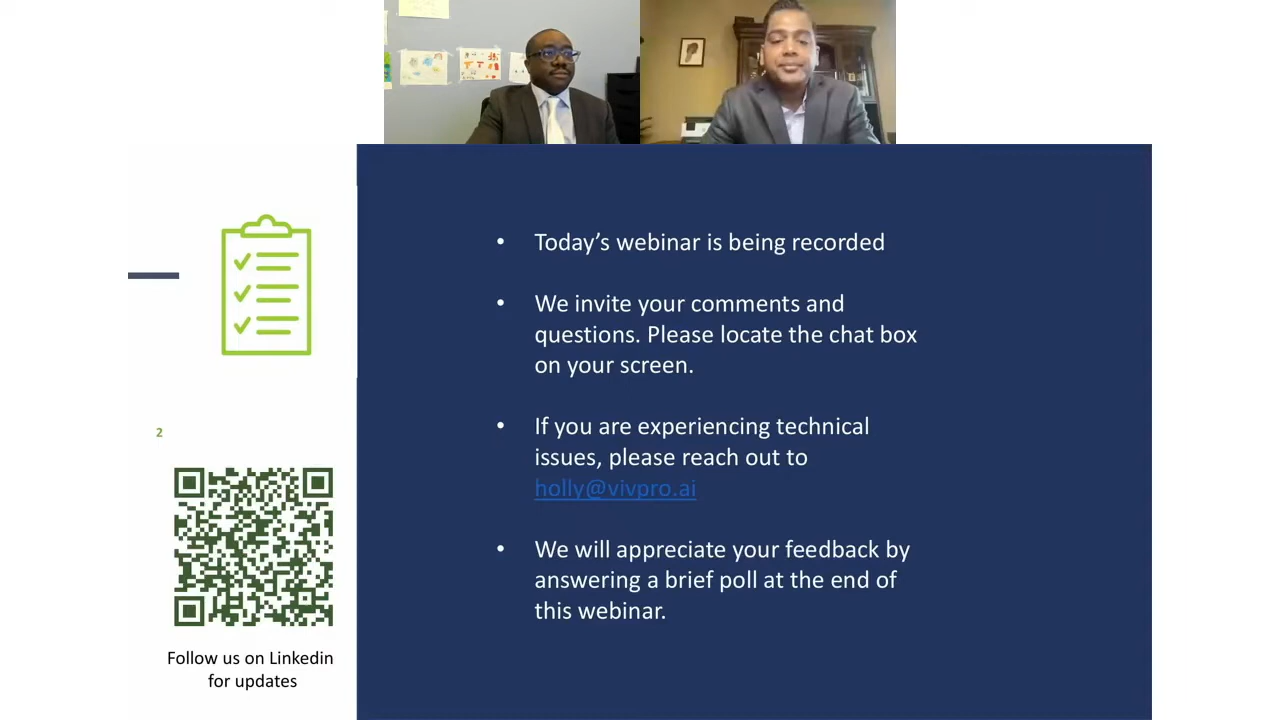 • Today’s webinar is being recorded
• We invite your comments and
questions. Please locate the chat box
on your screen.
• If you are experiencing technical
issues, please reach out to
holly@vivpro.ai
• We will appreciate your feedback by
answering a brief poll at the end of
this webinar.
2
Follow us on Linkedin
for updates